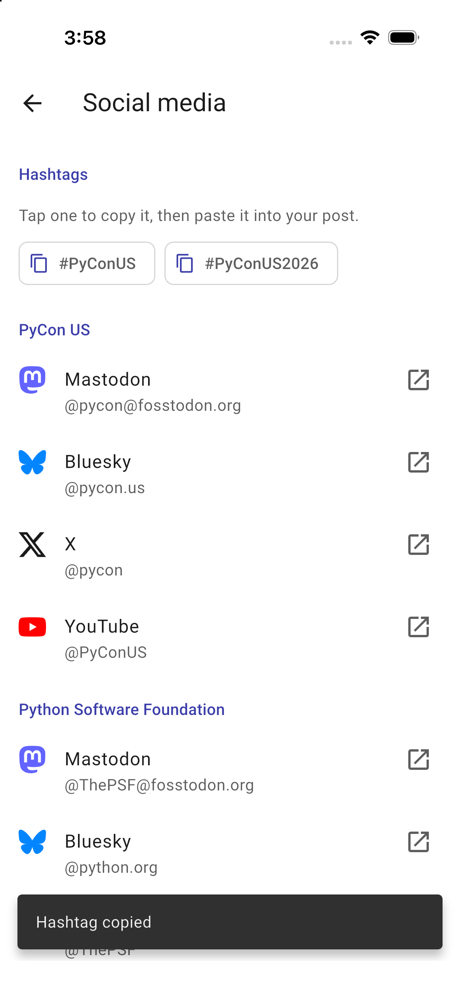 3:58
Social media
Hashtags
Tap one to copy it, then paste it into your post.
#PyConUS
#PyConUS2026
PyCon US
Mastodon
@pycon@fosstodon.org
Bluesky
@pycon.us
X
@pycon
YouTube
@PyConUS
Python Software Foundation
Mastodon
@ThePSF@fosstodon.org
Bluesky
@python.org
Hashtag copied
@ThePSF